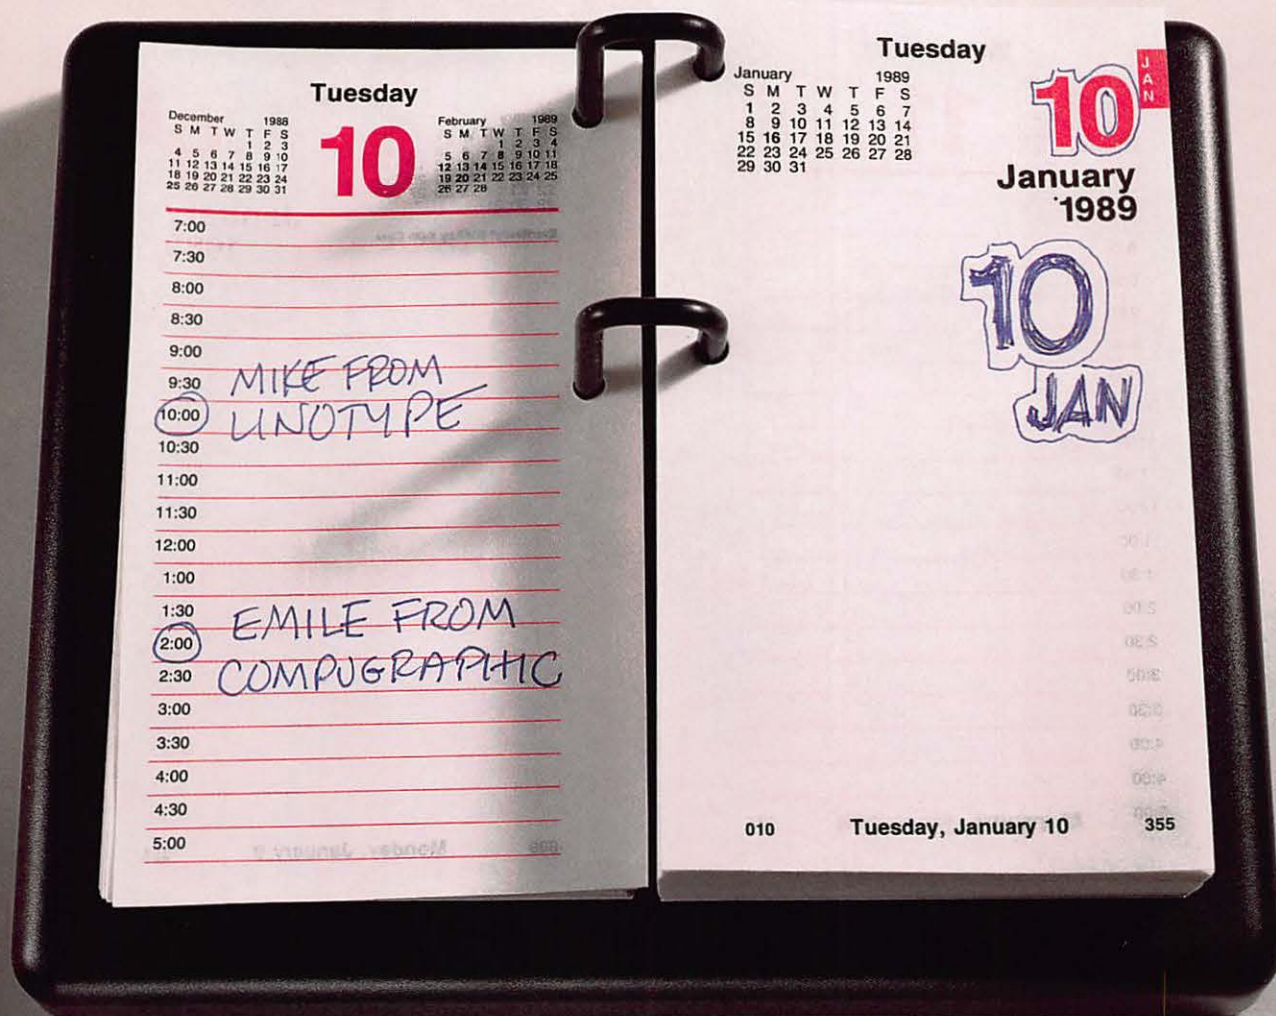 Tuesday
December 1988
S M T W T F S
1 2 3
4 5 6 7 8 9 10
11 12 13 14 15 16 17
18 19 20 21 22 23 24
25 26 27 28 29 30 31
10
February 1989
S M T W T F S
1 2 3 4
5 6 7 8 9 10 11
12 13 14 15 16 17 18
19 20 21 22 23 24 25
26 27 28
7:00
7:30
8:00
8:30
9:00
9:30 MIKE FROM
10:00 LINOTYPE
10:30
11:00
11:30
12:00
1:00
1:30 EMILE FROM
2:00
2:30 COMPUGRAPHIC
3:00
3:30
4:00
4:30
5:00
Tuesday
January 1989
S M T W T F S
1 2 3 4 5 6 7
8 9 10 11 12 13 14
15 16 17 18 19 20 21
22 23 24 25 26 27 28
29 30 31
10
JAN
January
1989
10
JAN
010 Tuesday, January 10 355